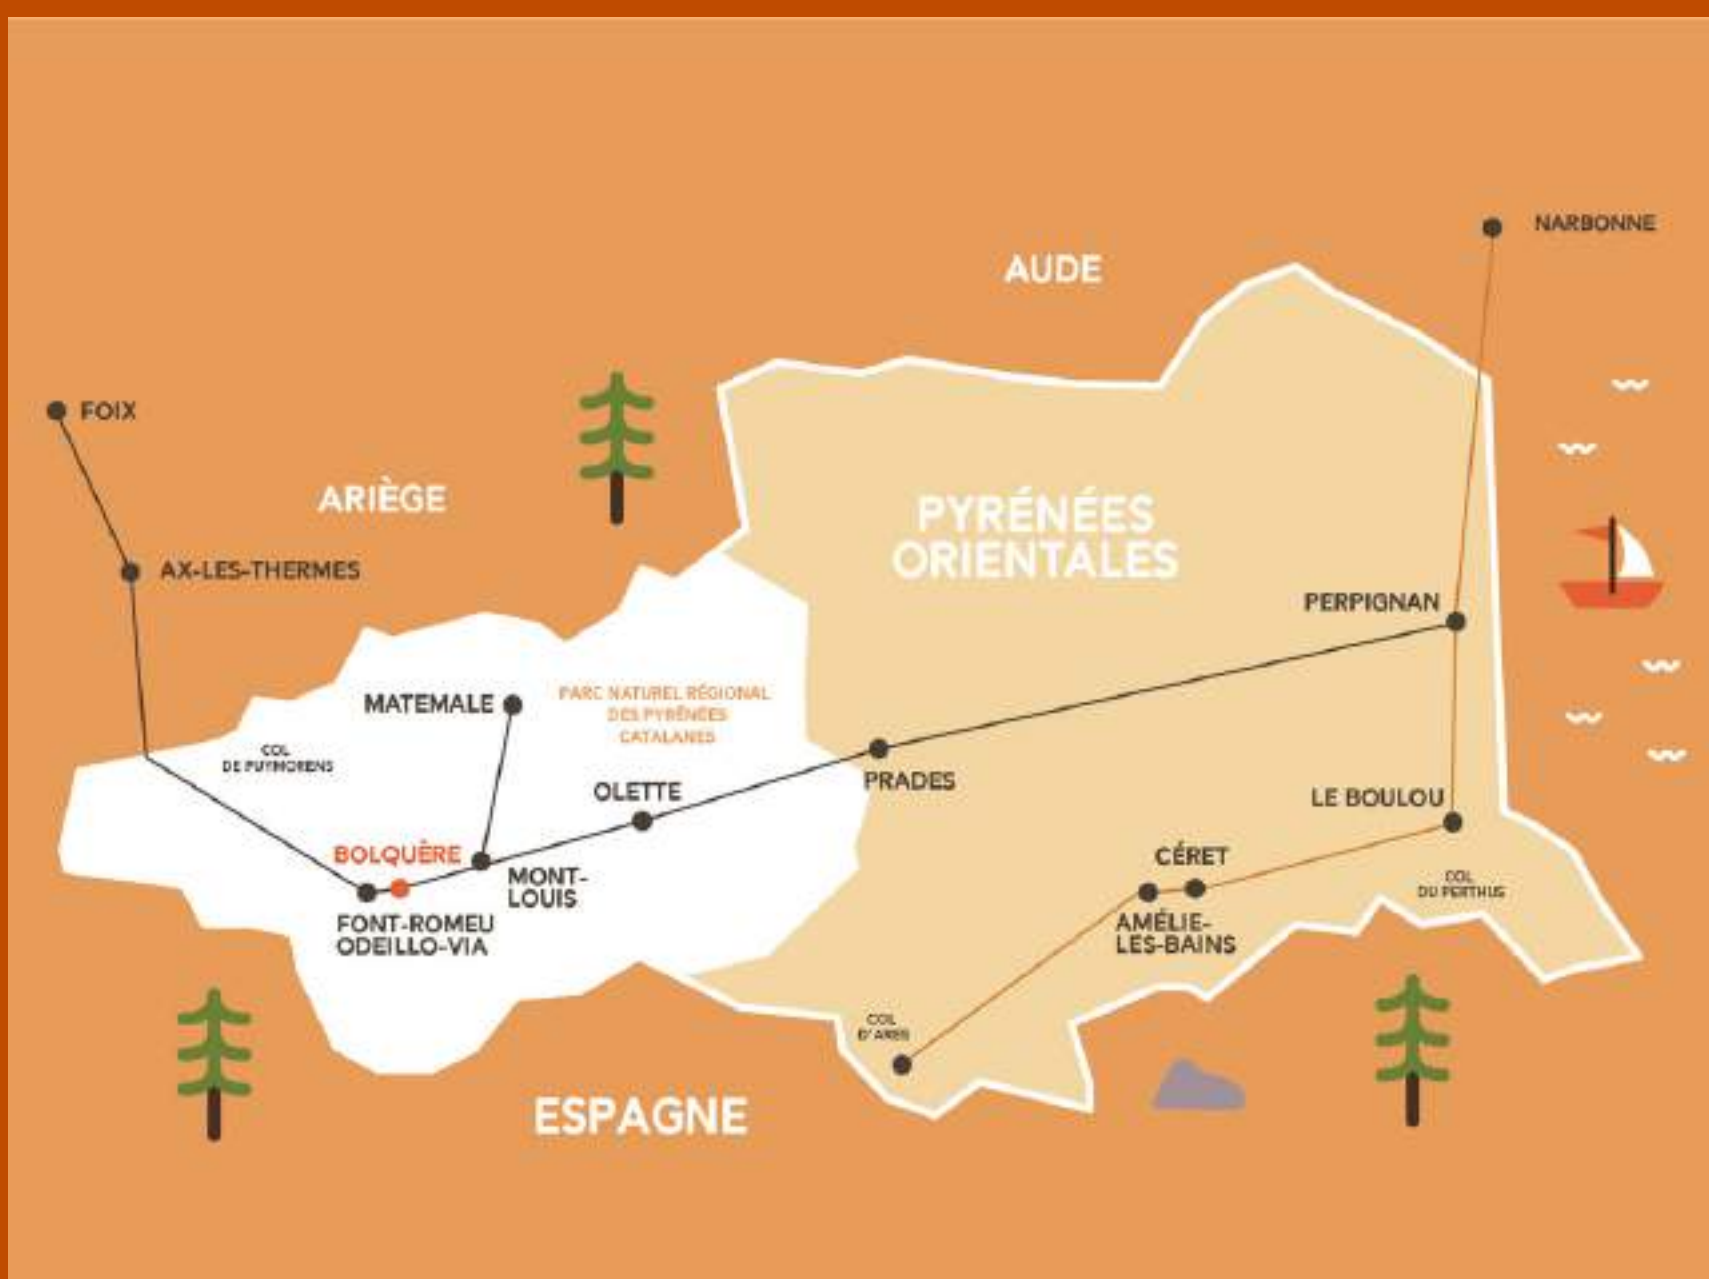 NARBONNE
AUDE
FOIX
ARIÈGE
PYRÉNÉES
ORIENTALES
AX-LES-THERMES
PERPIGNAN
MATEMALE
PARC NATUREL RÉGIONAL
DES PYRÉNÉES
CATALANES
COL
DE PUYMORENS
OLETTE
PRADES
LE BOULOU
BOLQUÈRE
MONT-
LOUIS
CÉRET
COL
DU PERTHUS
FONT-ROMEU
ODEILLO-VIA
AMÉLIE-
LES-BAINS
COL
D'ARES
ESPAGNE